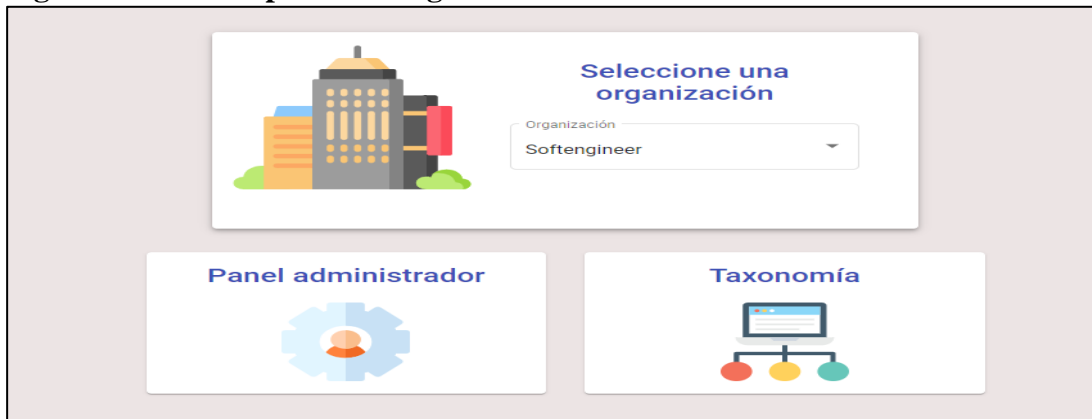 Seleccione una
organización
Organización
Softengineer
Panel administrador
Taxonomía